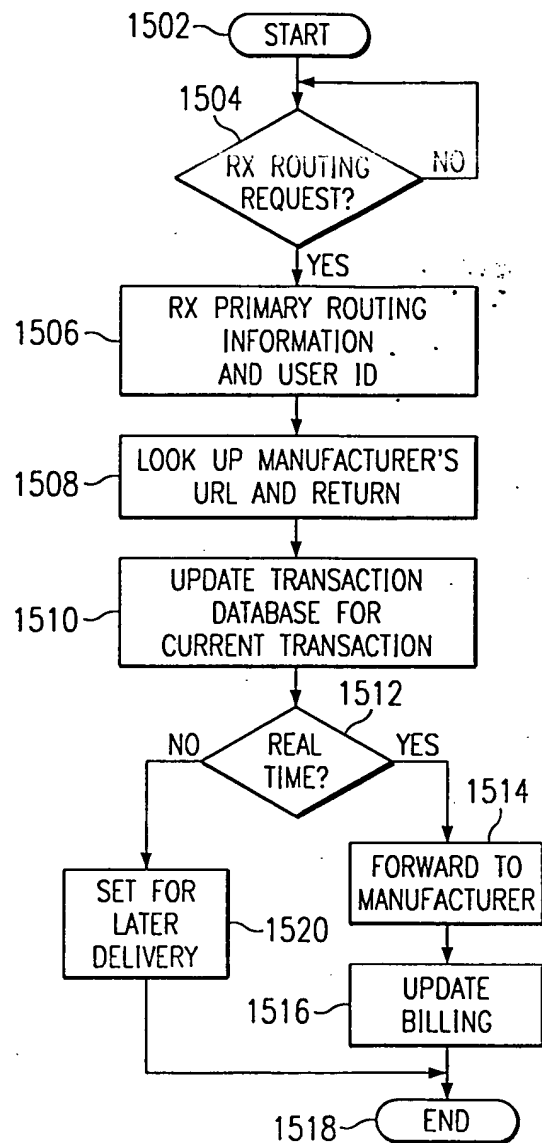 1502
START
1504
RX ROUTING
REQUEST?
NO
YES
1506
RX PRIMARY ROUTING
INFORMATION
AND USER ID
1508
LOOK UP MANUFACTURER'S
URL AND RETURN
1510
UPDATE TRANSACTION
DATABASE FOR
CURRENT TRANSACTION
1512
NO
REAL
TIME?
YES
1514
FORWARD TO
MANUFACTURER
SET FOR
LATER
DELIVERY
1520
1516
UPDATE
BILLING
1518
END